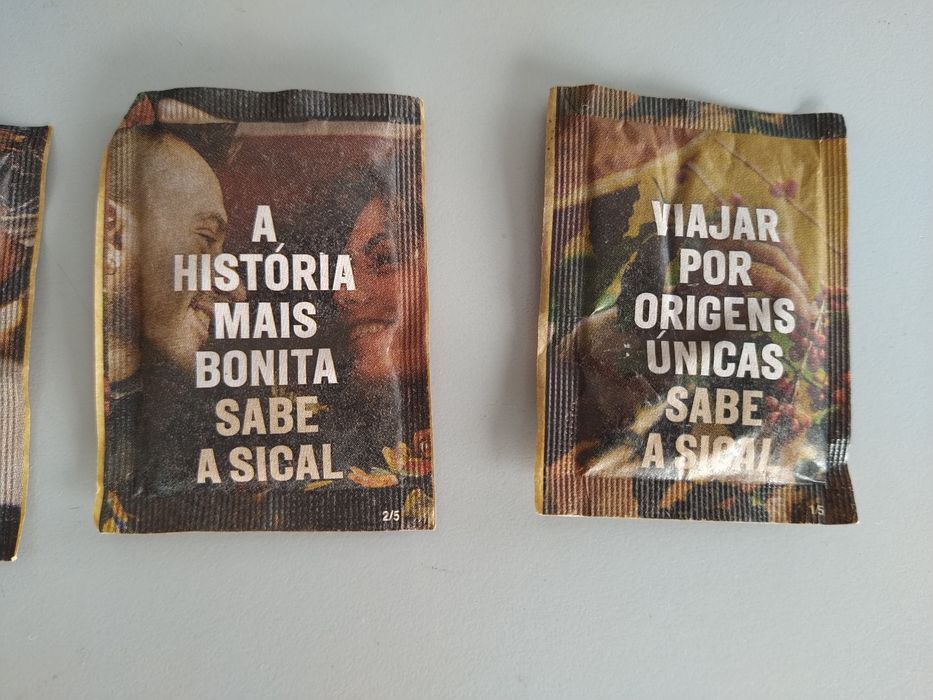 A
HISTÓRIA
MAIS
BONITA
SABE
A SICAL
2/5
VIAJAR
POR
ORIGENS
ÚNICAS
SABE
A SICAL
1/5